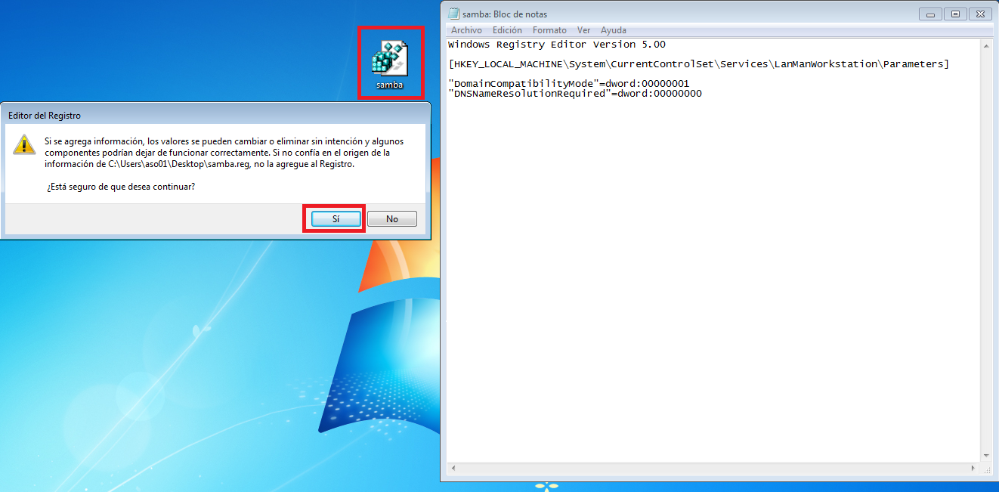 samba
Editor del Registro
Si se agrega información, los valores se pueden cambiar o eliminar sin intención y algunos
componentes podrían dejar de funcionar correctamente. Si no confía en el origen de la
información de C:\Users\aso01\Desktop\samba.reg, no la agregue al Registro.
¿Está seguro de que desea continuar?
Sí
No
samba: Bloc de notas
Archivo Edición Formato Ver Ayuda
Windows Registry Editor Version 5.00
[HKEY_LOCAL_MACHINE\System\CurrentControlSet\Services\LanManWorkstation\Parameters]
"DomainCompatibilityMode"=dword:00000001
"DNSNameResolutionRequired"=dword:00000000